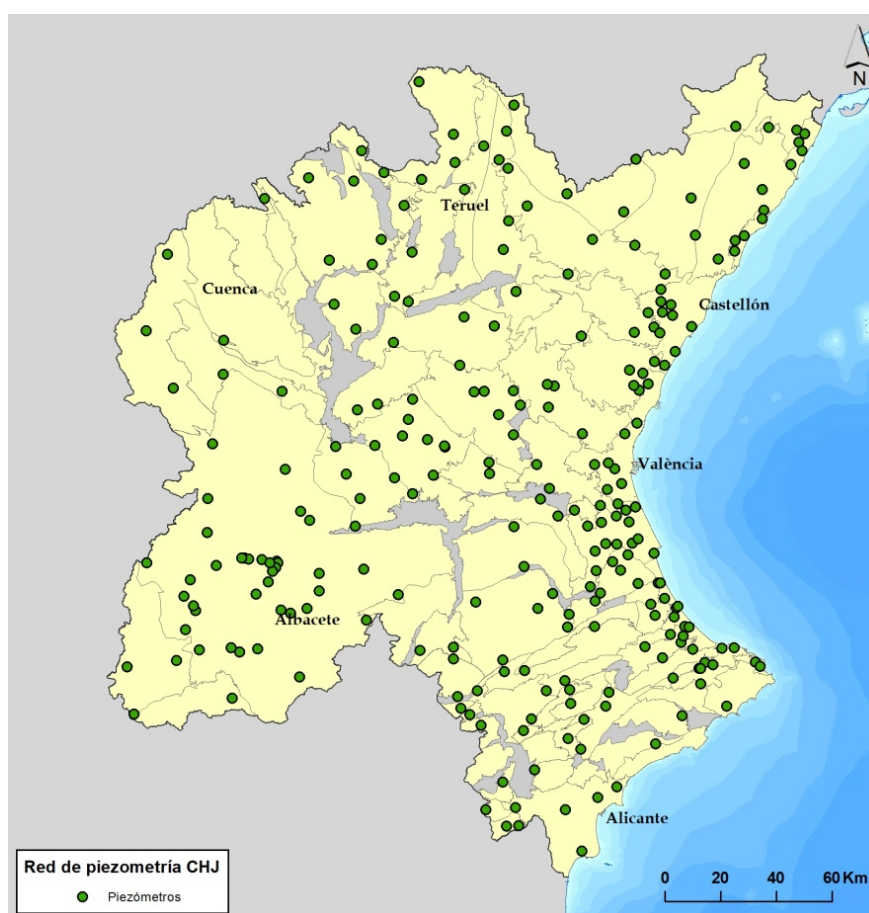 N
Teruel
Cuenca
Castellón
València
Albacete
Alicante
Red de piezometría CHJ
Piezómetros
0 20 40 60 Km